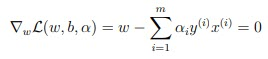 ∇_w ℒ(w, b, α) = w − ∑_{i=1}^{m} α_i y^{(i)} x^{(i)} = 0